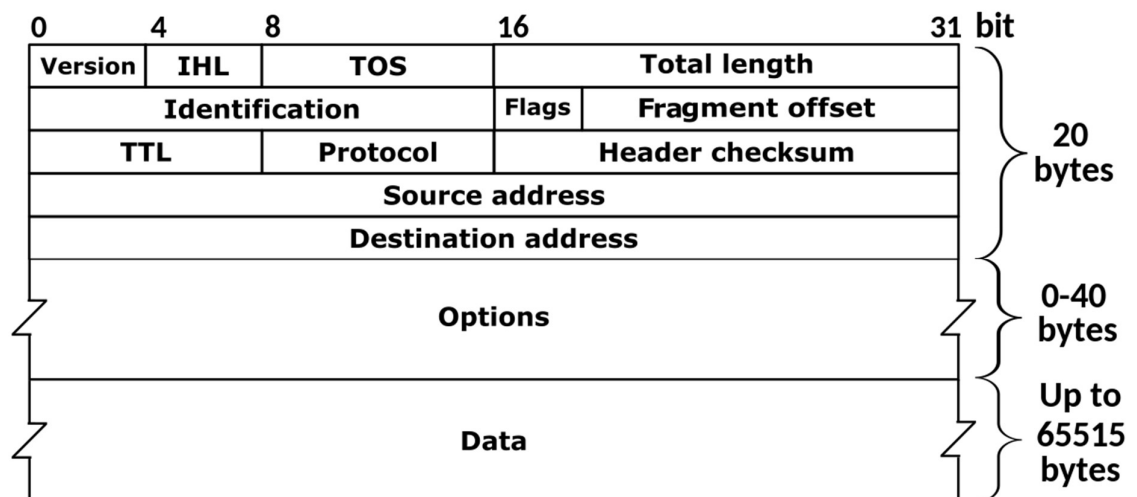 0 4 8 16 31 bit
Version IHL TOS Total length
Identification Flags Fragment offset
TTL Protocol Header checksum
Source address
Destination address
20
bytes
Options
0-40
bytes
Data
Up to
65515
bytes